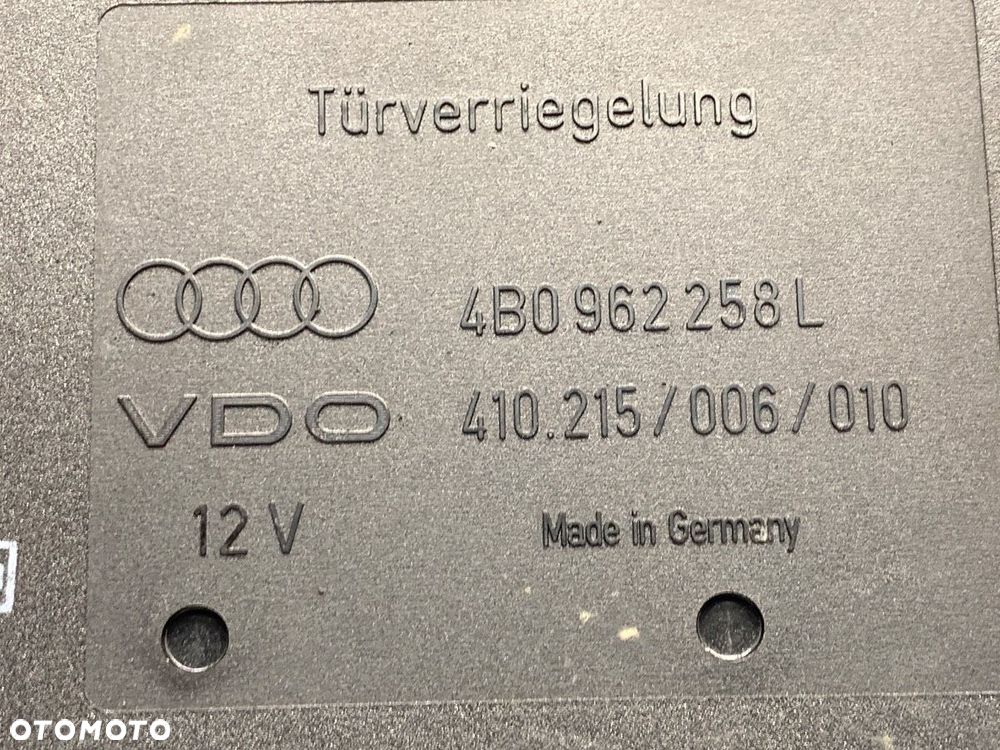 Türverriegelung
4B0 962 258 L
VDO 410.215/006/010
12 V Made in Germany
OTOMOTO